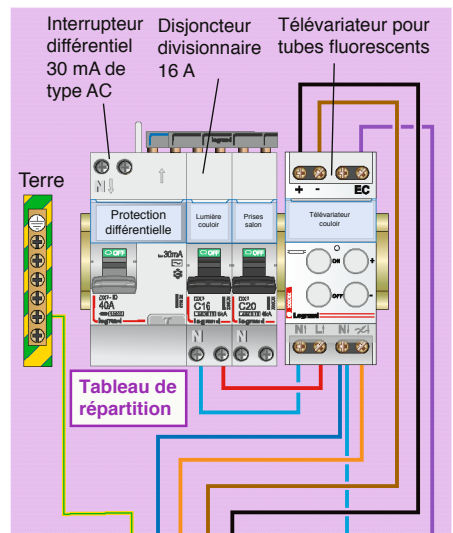 Interrupteur
différentiel
30 mA de
type AC
Disjoncteur
divisionnaire
16 A
Télévariateur pour
tubes fluorescents
Terre
legrand
N
+ - EC
Protection
différentielle
Lumière
couloir
Prises
salon
Télévariateur
couloir
OFF
OFF
OFF
30mA
ON +
OFF -
DX³-ID
40A
DX³
C16
DX³
C20
legrand
legrand
legrand
Legrand
N L N
N
N
Tableau de
répartition